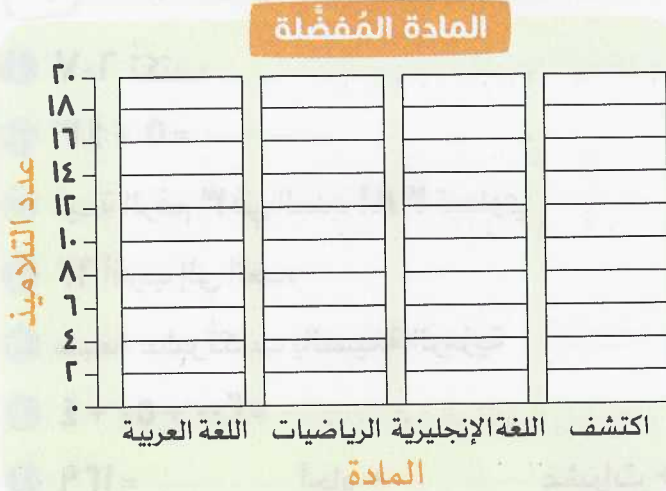 المادة المُفضَّلة
عدد التلاميذ
٢٠
١٨
١٦
١٤
١٢
١٠
٨
٦
٤
٢
٠
اللغة العربية الرياضيات اللغة الإنجليزية اكتشف
المادة